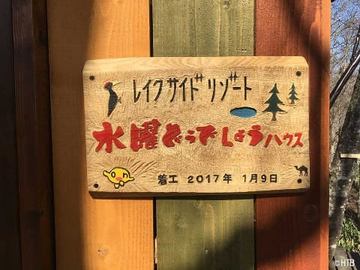 レイクサイドリゾート
水曜どうでしょうハウス
着工 2017年 1月9日
©HTB